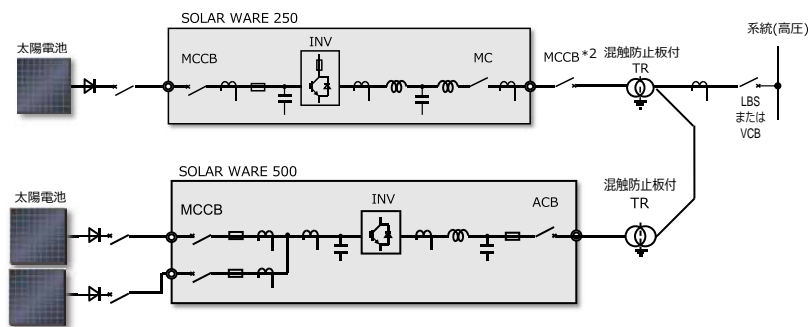 SOLAR WARE 250
太陽電池
MCCB
INV
MC
MCCB*2
混触防止板付
TR
系統(高圧)
LBS
または
VCB
SOLAR WARE 500
太陽電池
MCCB
INV
ACB
混触防止板付
TR